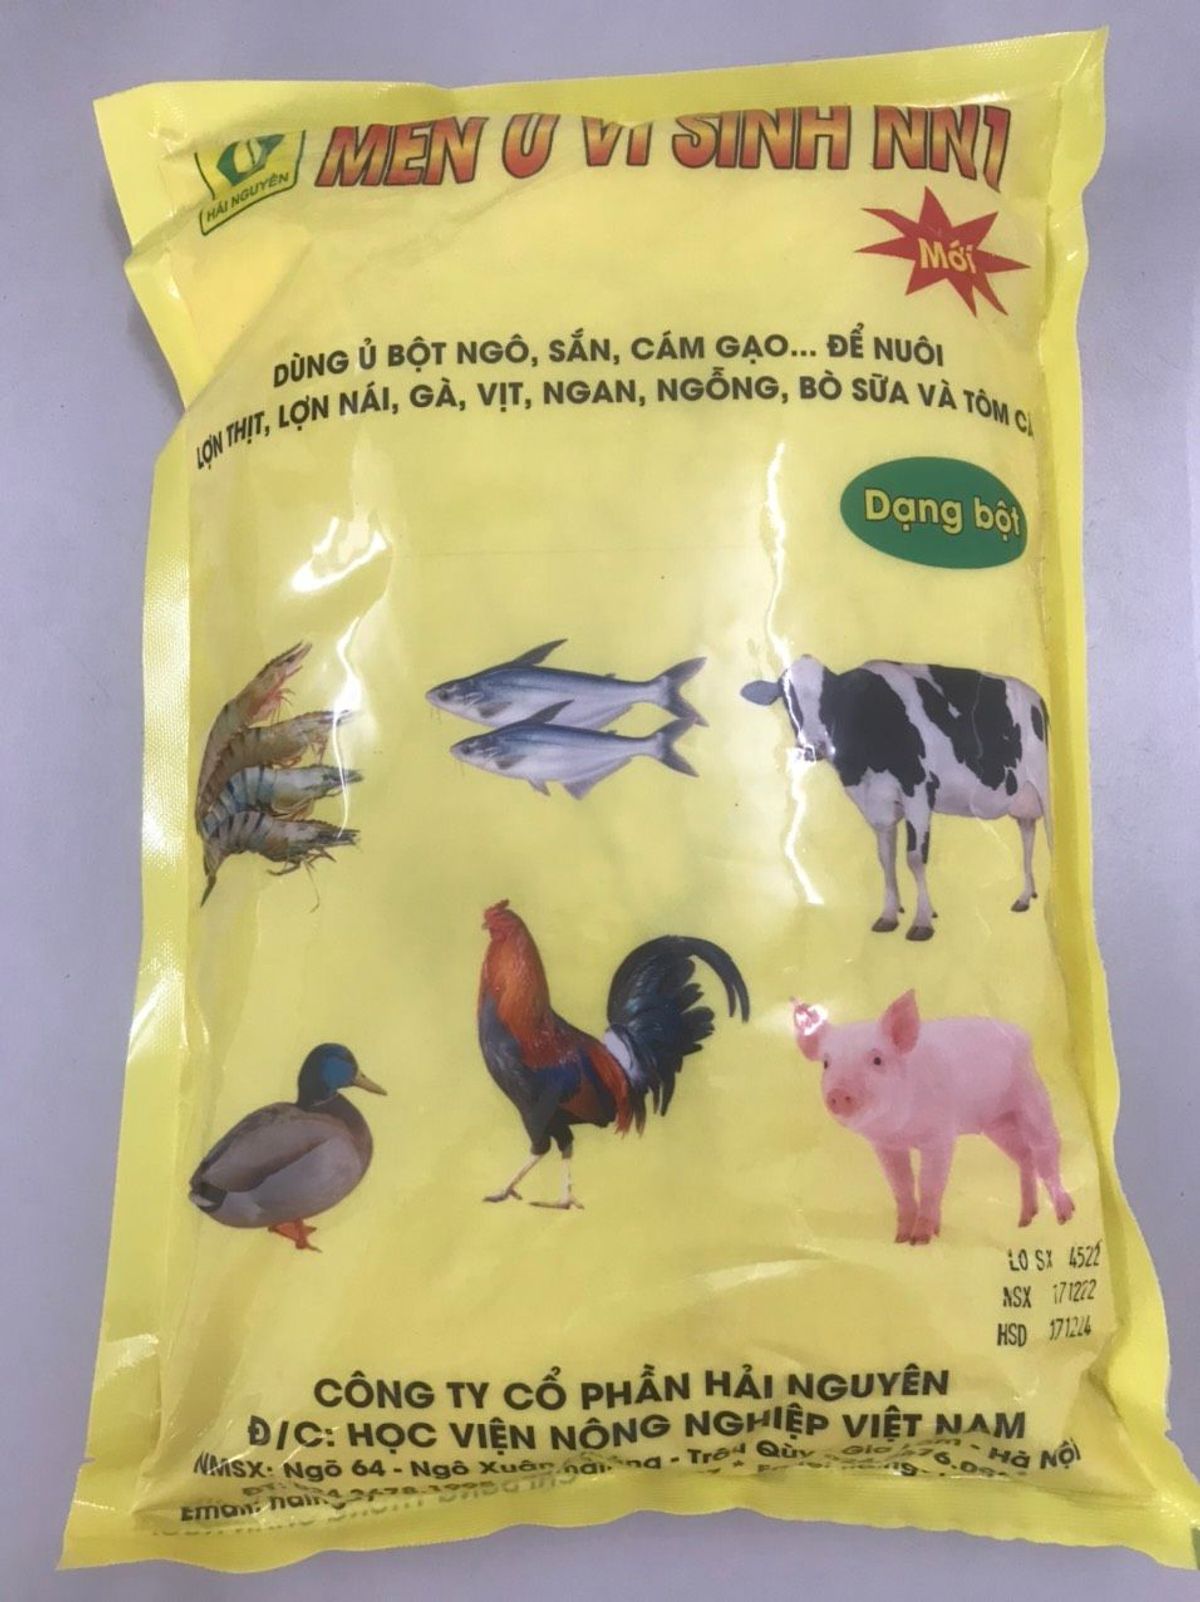 HẢI NGUYÊN
MEN Ủ VI SINH NN1
Mới
DÙNG Ủ BỘT NGÔ, SẮN, CÁM GẠO... ĐỂ NUÔI
LỢN THỊT, LỢN NÁI, GÀ, VỊT, NGAN, NGỖNG, BÒ SỮA VÀ TÔM CÁ
Dạng bột
LO SX 4522
NSX 171222
HSD 171224
CÔNG TY CỔ PHẦN HẢI NGUYÊN
Đ/C: HỌC VIỆN NÔNG NGHIỆP VIỆT NAM
NMSX: Ngõ 64 - Ngô Xuân - Hà Nội
Email: